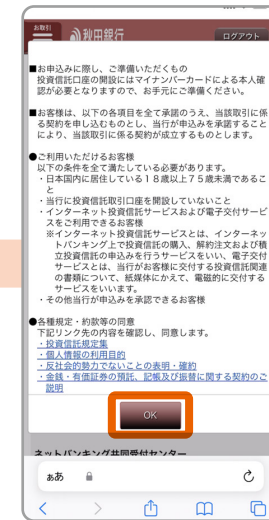 お取引
秋田銀行
ログアウト
■お申込みに際し、ご準備いただくもの
投資信託口座の開設にはマイナンバーカードによる本人確
認が必要となりますので、お手元にご準備ください。
■お客様は、以下の各項目を全て承諾のうえ、当該取引に係
る契約を申し込むものとし、当行が申込みを承諾すること
により、当該取引に係る契約が成立するものとします。
●ご利用いただけるお客様
以下の条件を全て満たしている必要があります。
・日本国内に居住している１８歳以上７５歳未満であるこ
と
・当行に投資信託取引口座を開設していないこと
・インターネット投資信託サービスおよび電子交付サービ
スをご利用できるお客様
※インターネット投資信託サービスとは、インターネッ
トバンキング上で投資信託の購入、解約注文および積
立投資信託の申込みを行うサービスをいい、電子交付
サービスとは、当行がお客様に交付する投資信託関連
の書類について、紙媒体にかえて、電磁的に交付する
サービスをいいます。
・その他当行が申込みを承認できるお客様
●各種規定・約款等の同意
下記リンク先の内容を確認し、同意します。
・投資信託規定集
・個人情報の利用目的
・反社会的勢力でないことの表明・確約
・金銭・有価証券の預託、記帳及び振替に関する契約のご
説明
OK
ネットバンキング共同受付センター
ぁあ